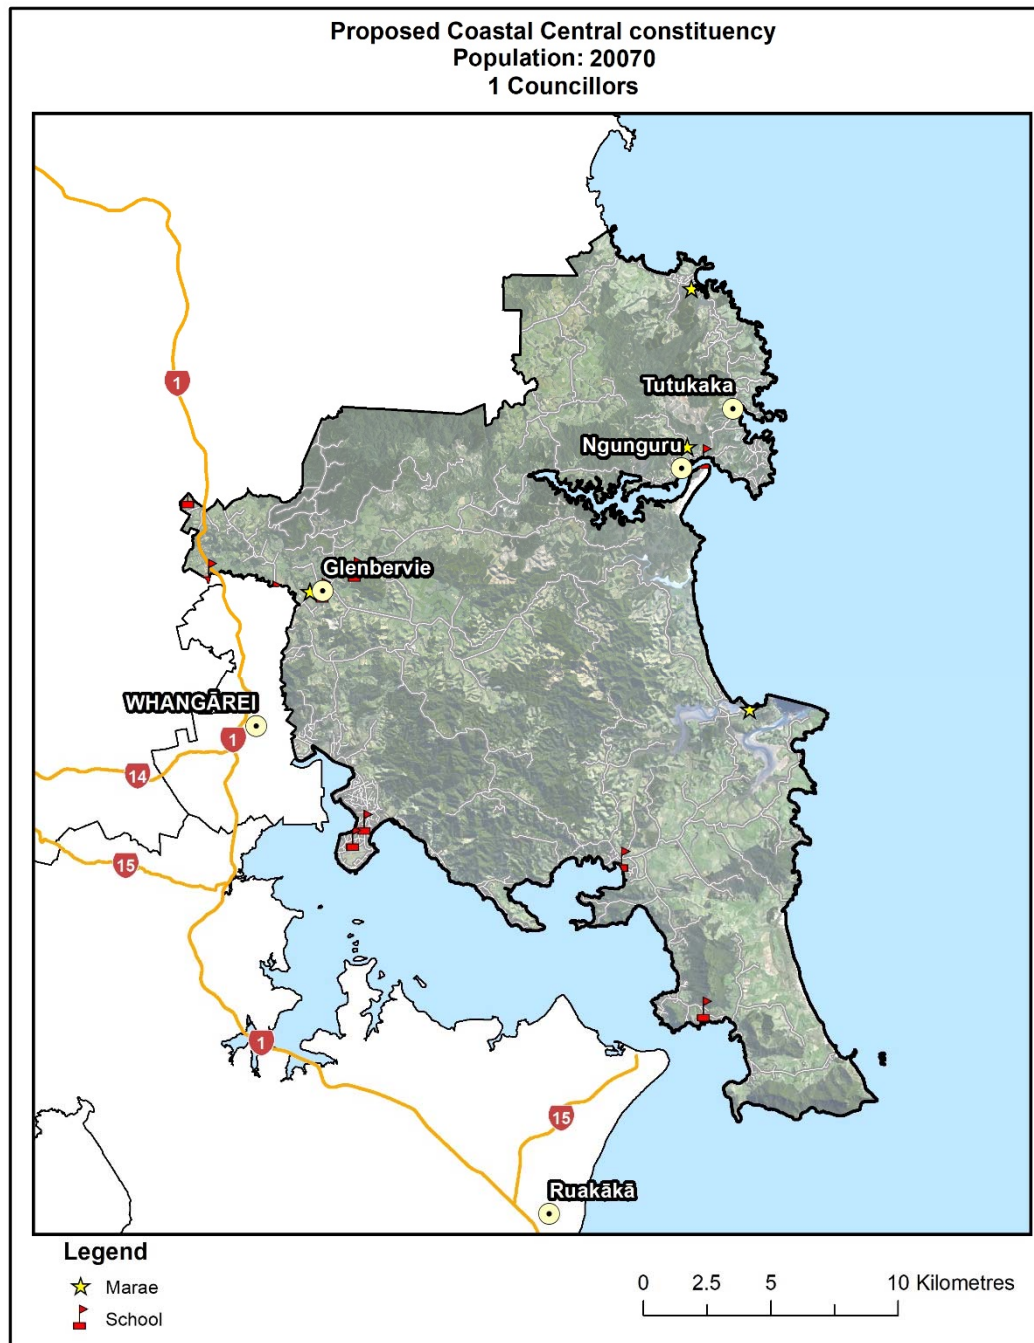 Proposed Coastal Central constituency
Population: 20070
1 Councillors
1
Tutukaka
Ngunguru
Glenbervie
WHANGĀREI
1
14
15
1
15
Ruakākā
Legend
Marae
School
0 2.5 5 10 Kilometres